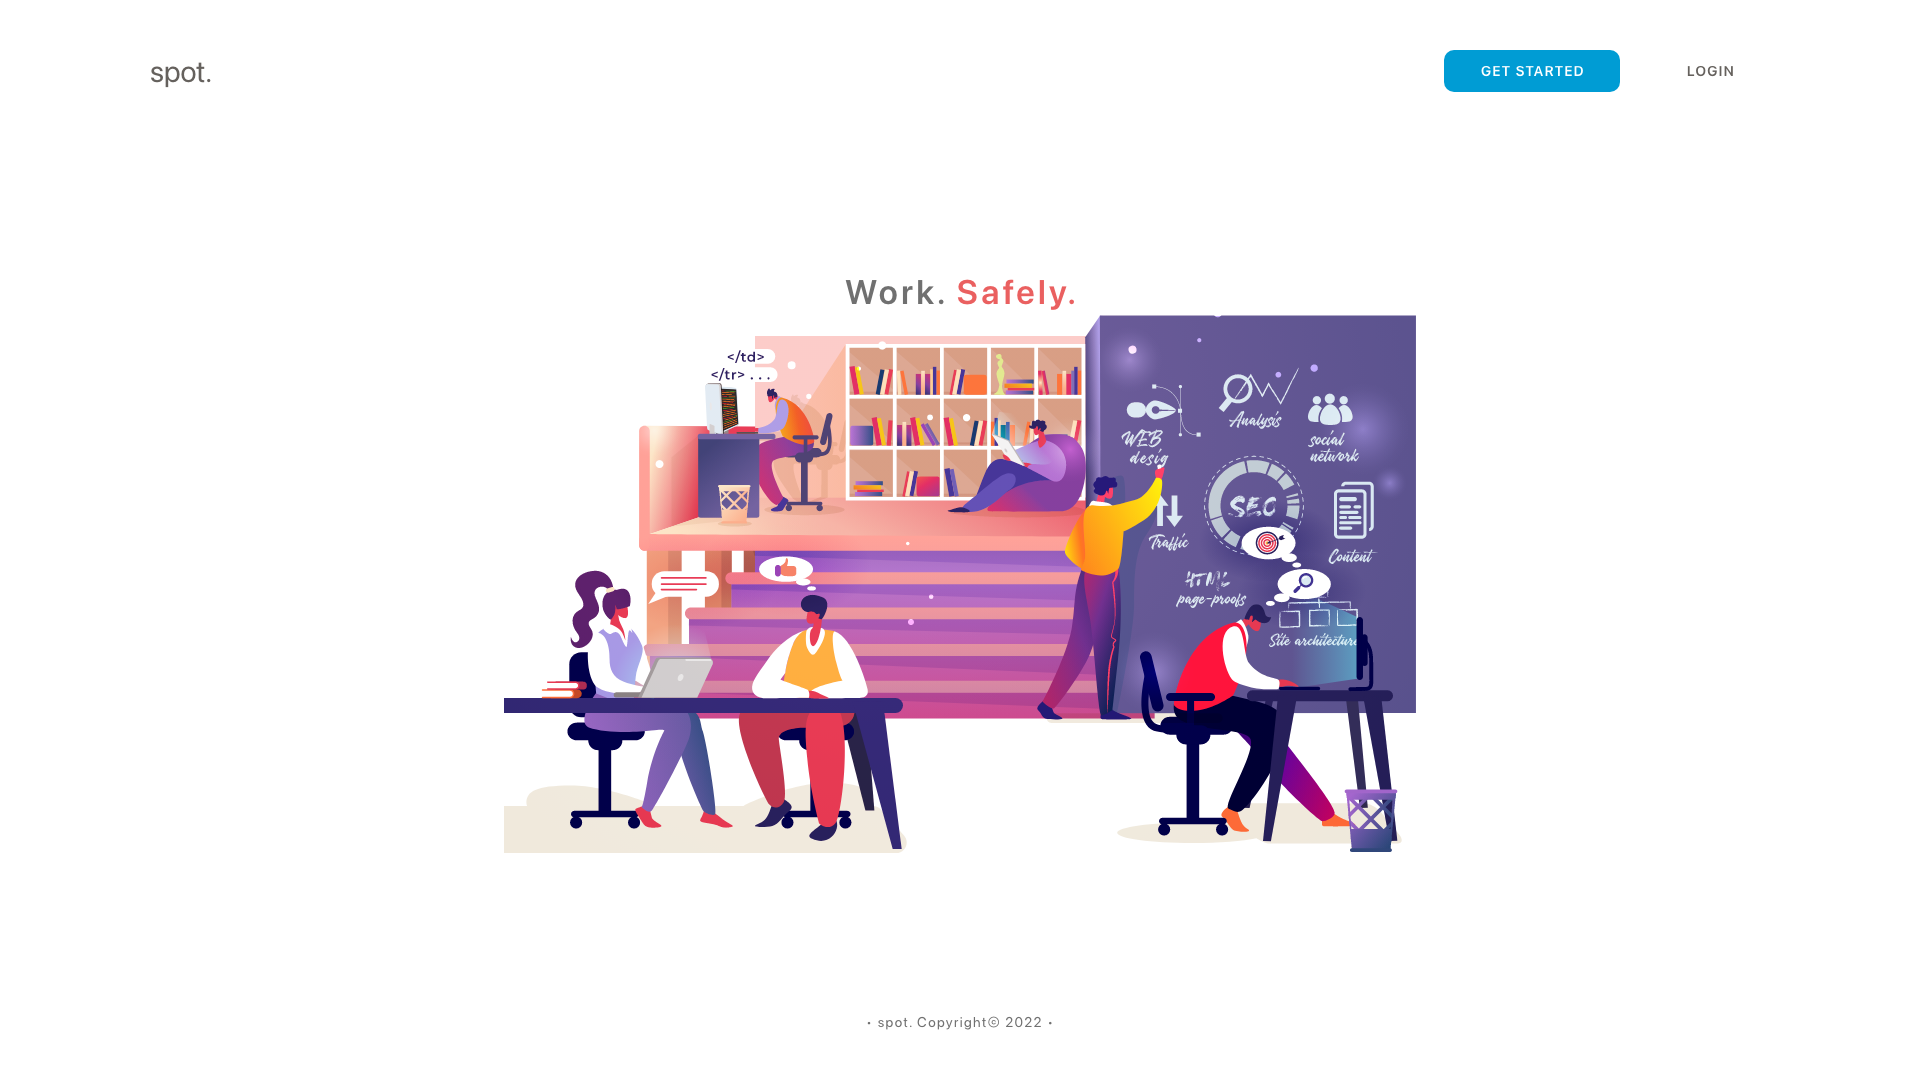 spot.
GET STARTED
LOGIN
Work. Safely.
</td>
</tr> . . .
WEB
desig
Analysis
social
network
SEO
Traffic
Content
HTML
page-proofs
Site architecture
• spot. Copyright© 2022 •